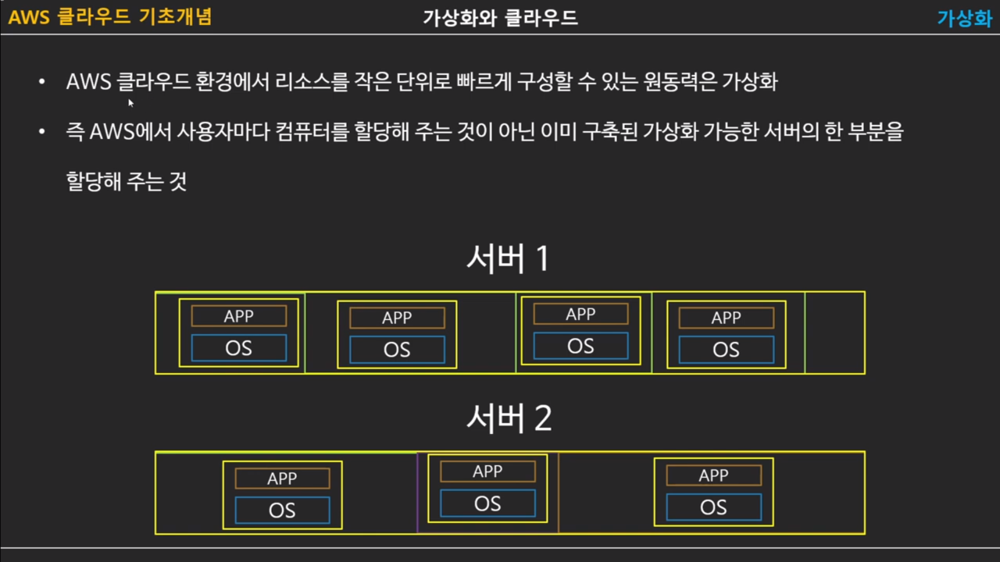 AWS 클라우드 기초개념
가상화와 클라우드
가상화
• AWS 클라우드 환경에서 리소스를 작은 단위로 빠르게 구성할 수 있는 원동력은 가상화
• 즉 AWS에서 사용자마다 컴퓨터를 할당해 주는 것이 아닌 이미 구축된 가상화 가능한 서버의 한 부분을
할당해 주는 것
서버 1
APP
OS
APP
OS
APP
OS
APP
OS
서버 2
APP
OS
APP
OS
APP
OS